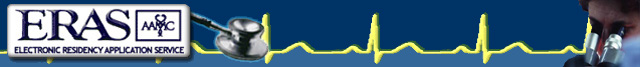 ERAS
AAMC
ELECTRONIC RESIDENCY APPLICATION SERVICE